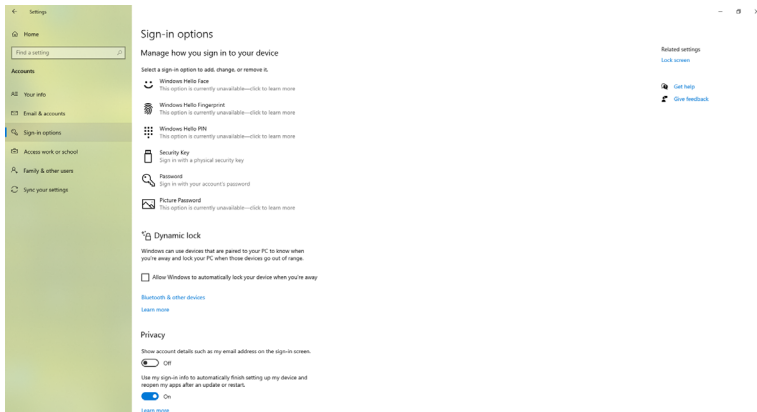 Settings
Home
Find a setting
Accounts
Your info
Email & accounts
Sign-in options
Access work or school
Family & other users
Sync your settings
Sign-in options
Manage how you sign in to your device
Select a sign-in option to add, change, or remove it.
Windows Hello Face
This option is currently unavailable—click to learn more
Windows Hello Fingerprint
This option is currently unavailable—click to learn more
Windows Hello PIN
This option is currently unavailable—click to learn more
Security Key
Sign in with a physical security key
Password
Sign in with your account's password
Picture Password
This option is currently unavailable—click to learn more
Dynamic lock
Windows can use devices that are paired to your PC to know when
you're away and lock your PC when those devices go out of range.
Allow Windows to automatically lock your device when you're away
Bluetooth & other devices
Learn more
Privacy
Show account details such as my email address on the sign-in screen.
Off
Use my sign-in info to automatically finish setting up my device and
reopen my apps after an update or restart.
On
Learn more
Related settings
Lock screen
Get help
Give feedback